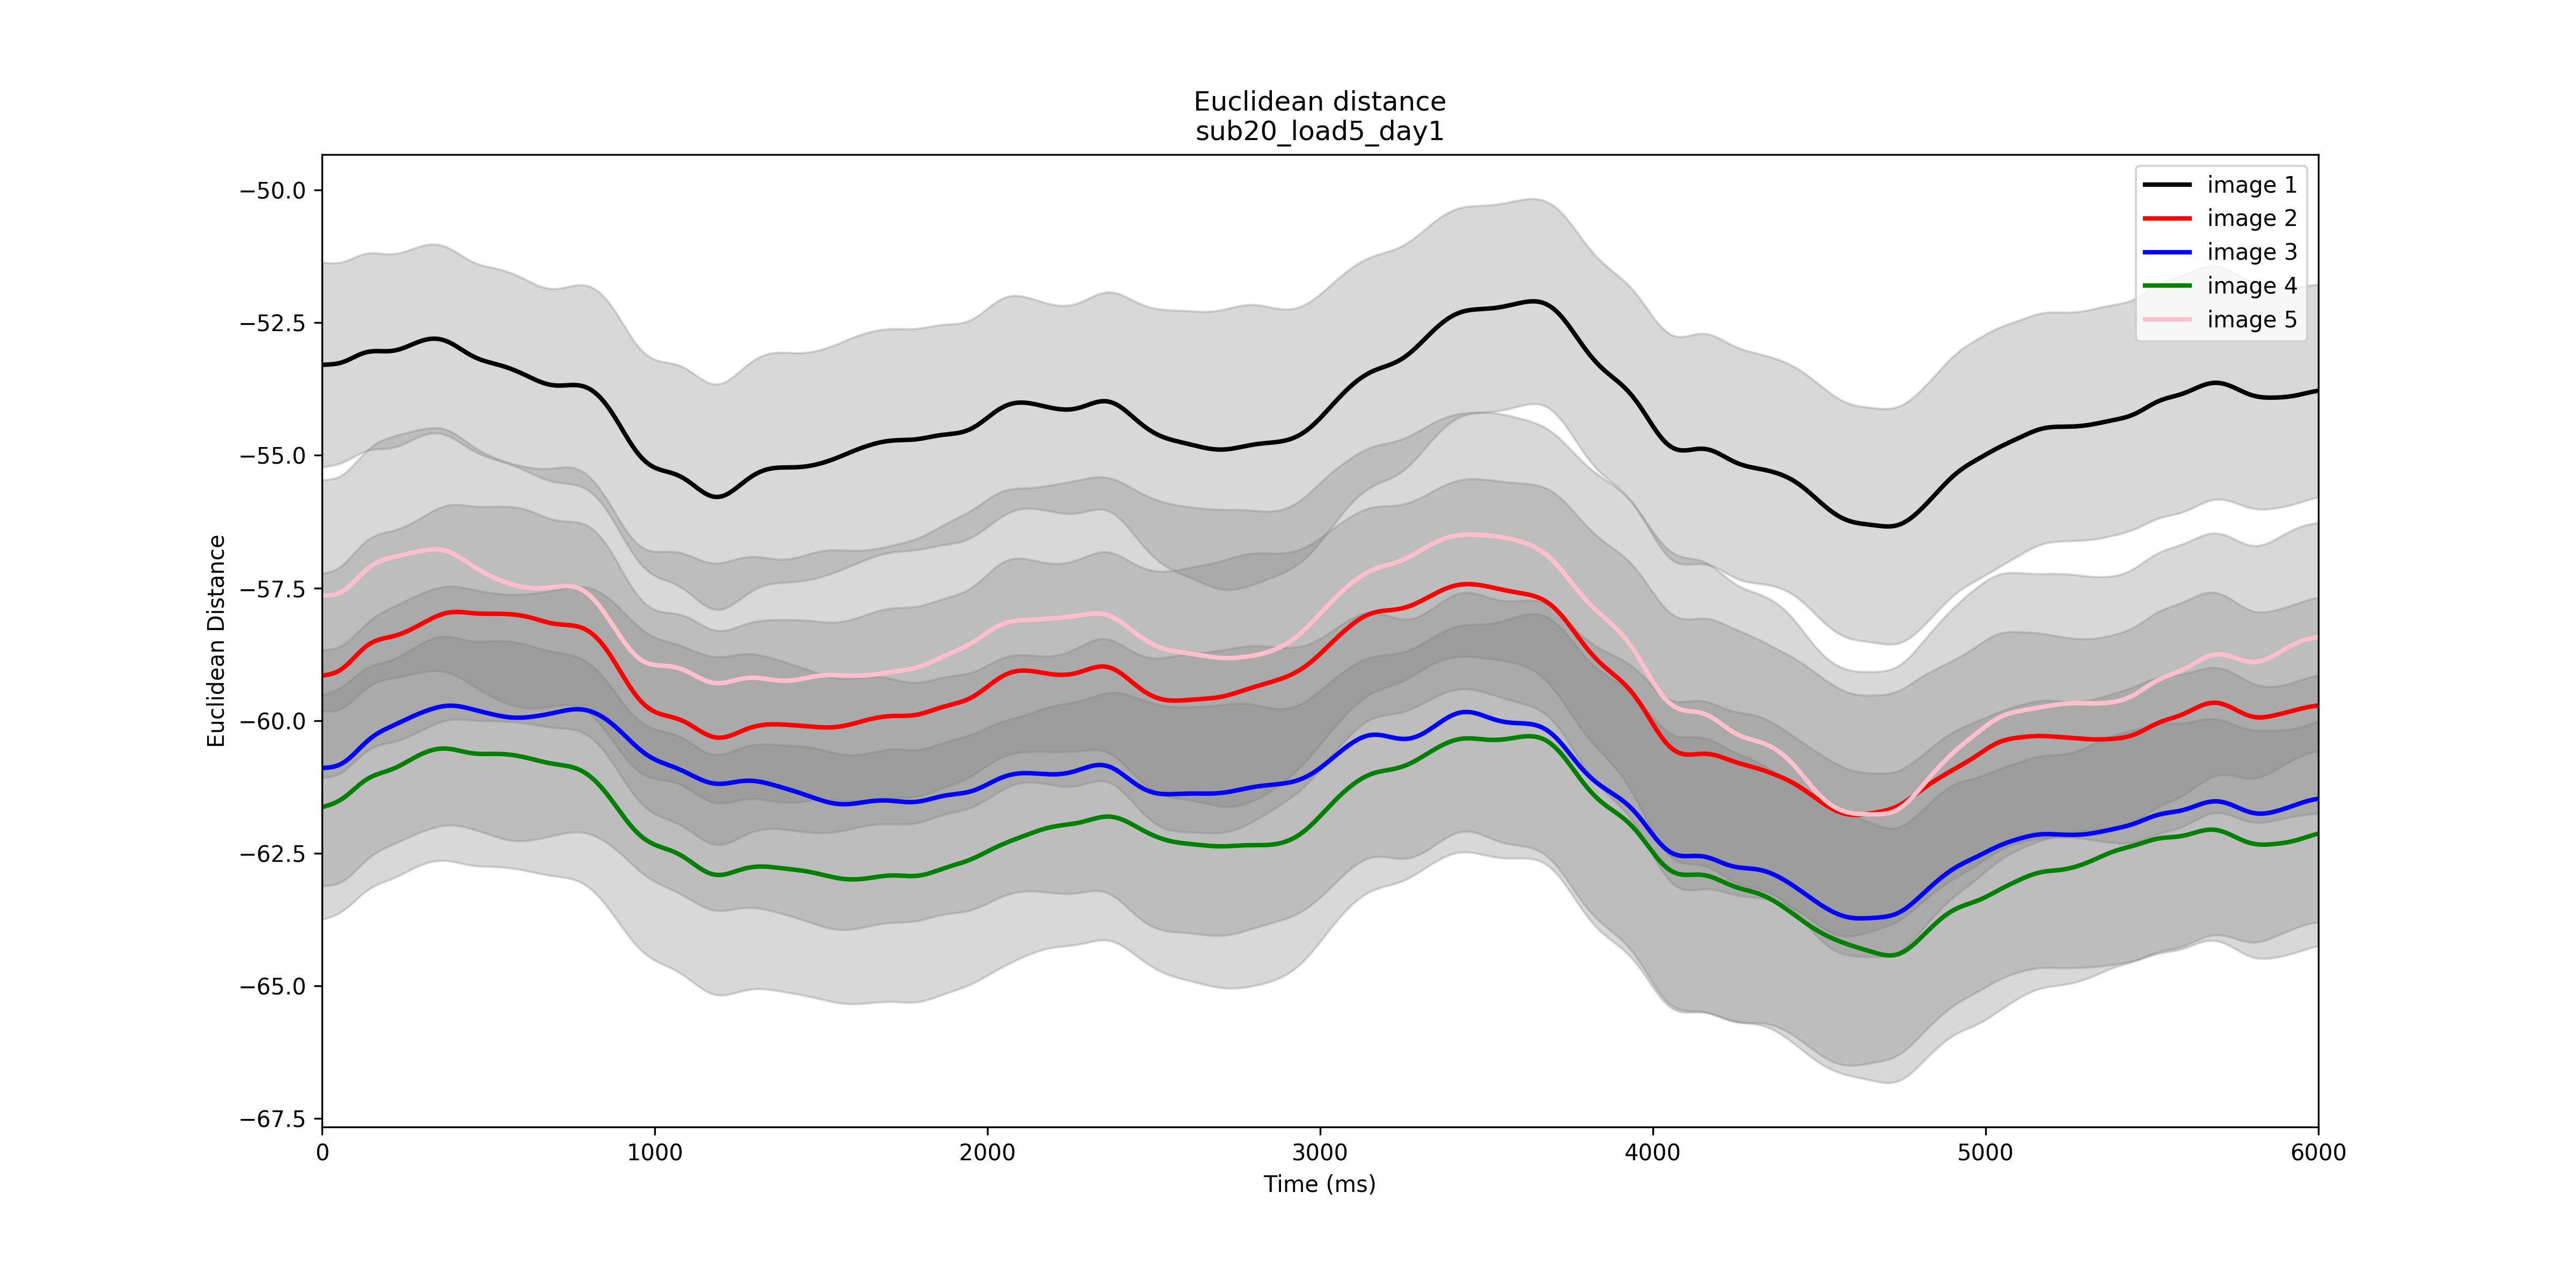 Euclidean distance
sub20_load5_day1
−50.0
−52.5
−55.0
−57.5
−60.0
−62.5
−65.0
−67.5
Euclidean Distance
image 1
image 2
image 3
image 4
image 5
0 1000 2000 3000 4000 5000 6000
Time (ms)